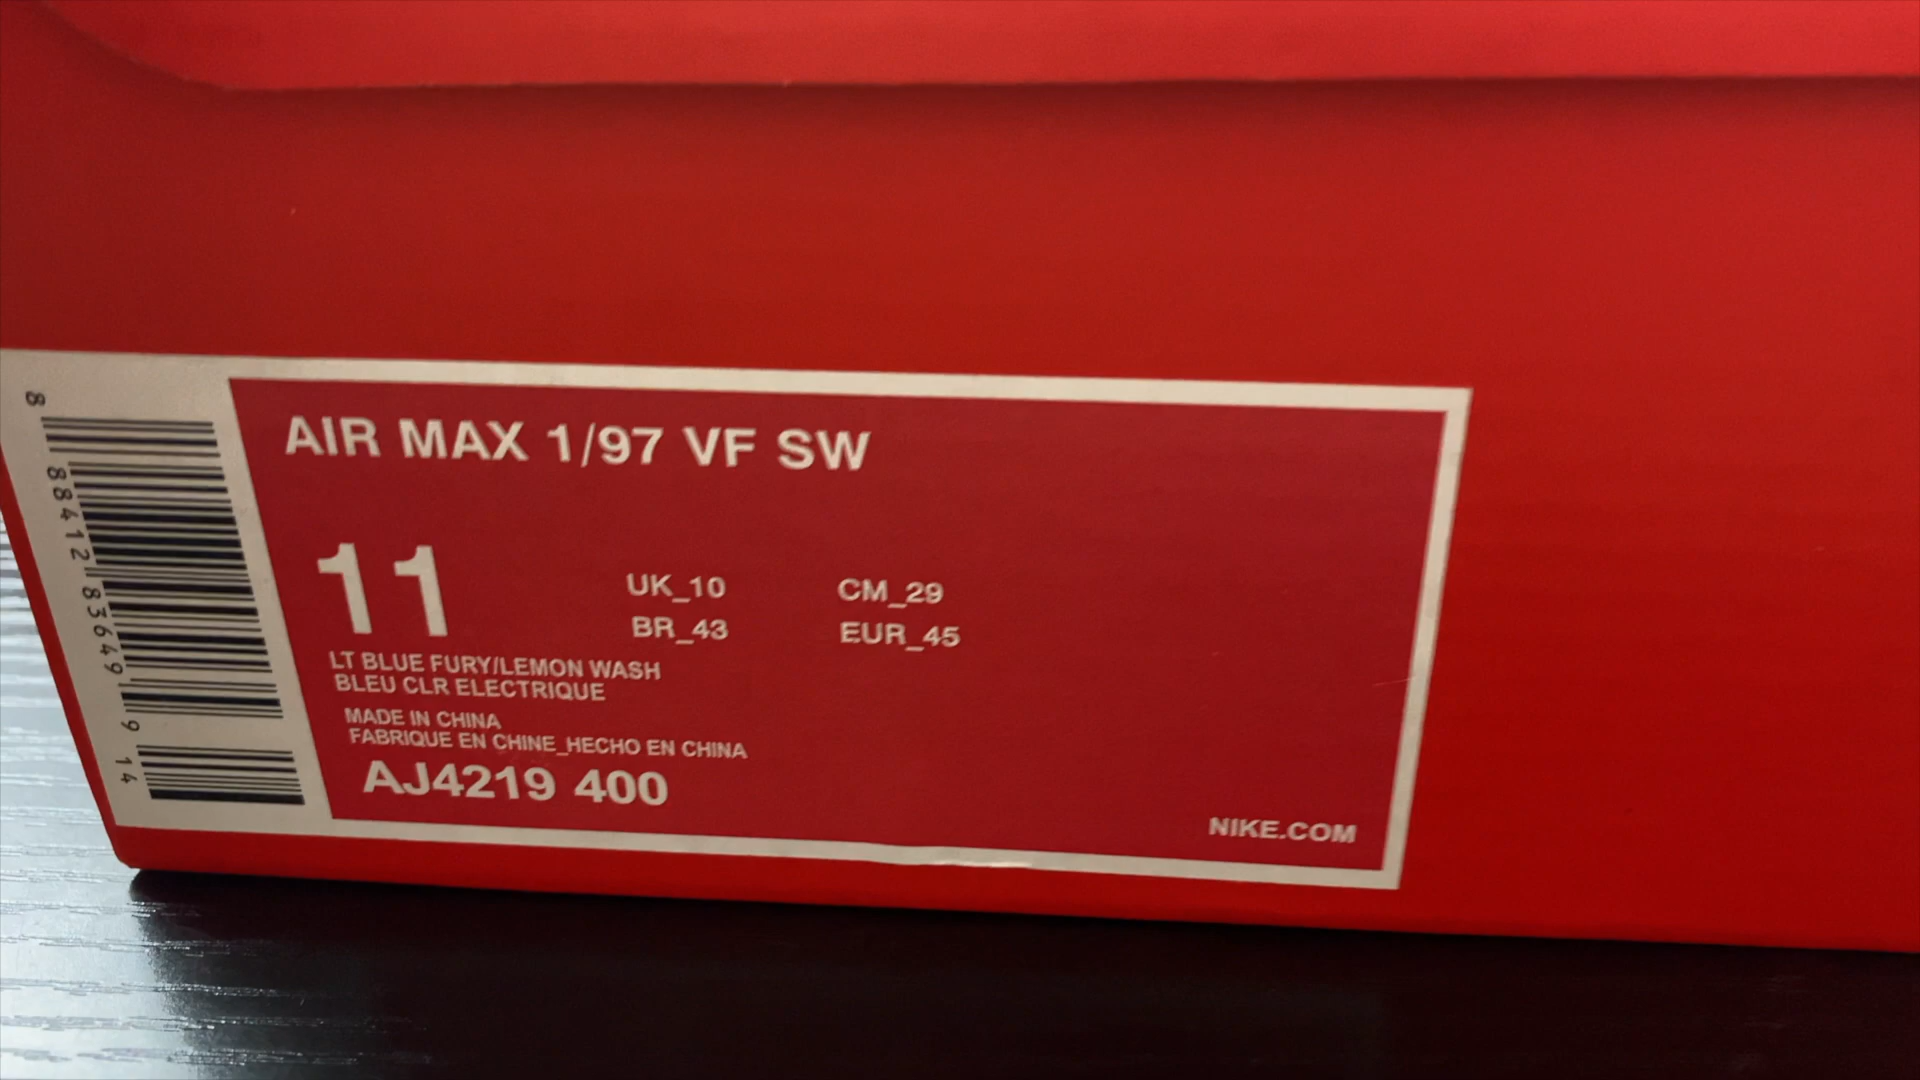 AIR MAX 1/97 VF SW
11
UK_10 CM_29
BR_43 EUR_45
LT BLUE FURY/LEMON WASH
BLEU CLR ELECTRIQUE
MADE IN CHINA
FABRIQUE EN CHINE_HECHO EN CHINA
AJ4219 400
NIKE.COM
8 88412 83649 9 14